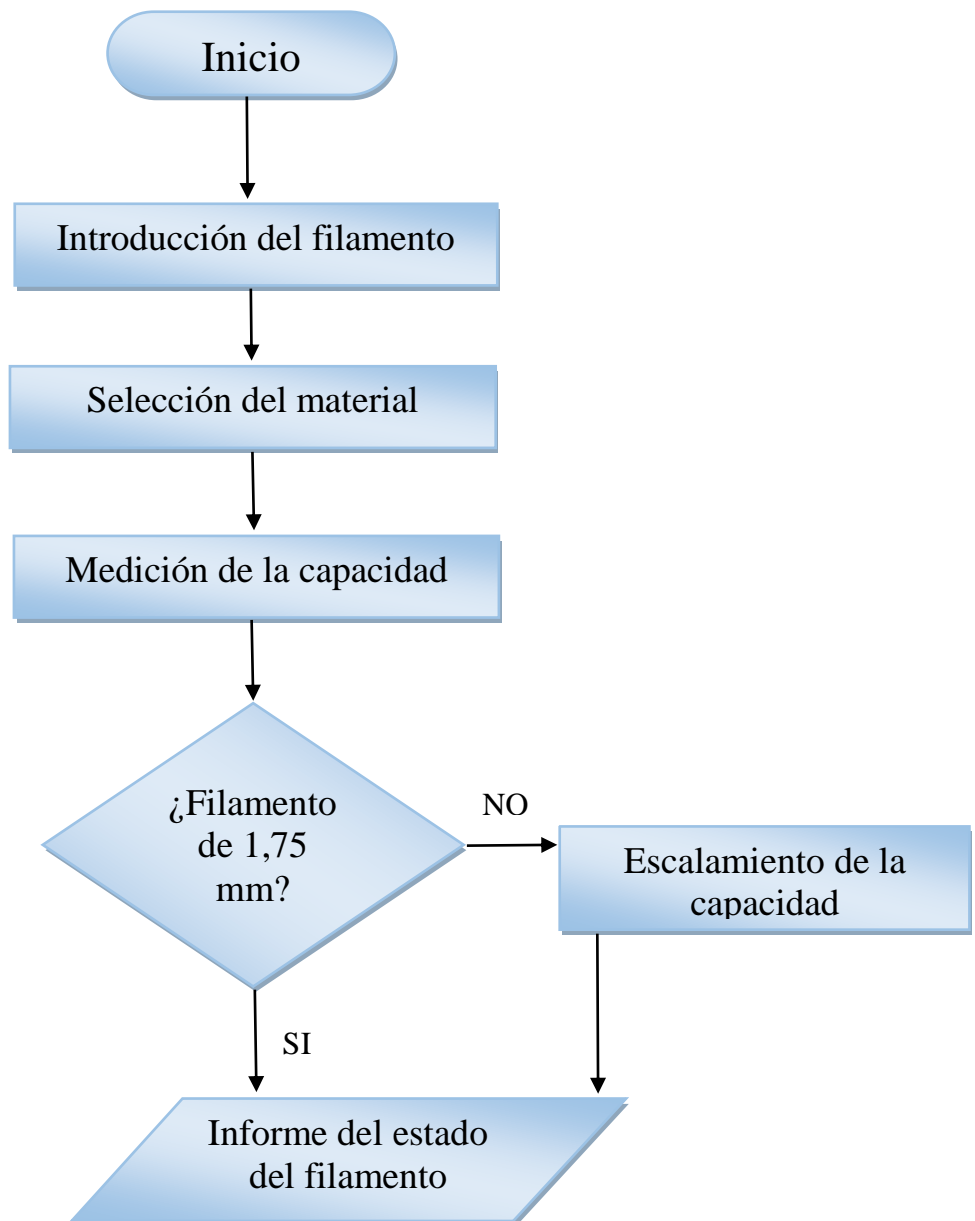 Inicio
Introducción del filamento
Selección del material
Medición de la capacidad
¿Filamento
de 1,75
mm?
NO
Escalamiento de la
capacidad
SI
Informe del estado
del filamento